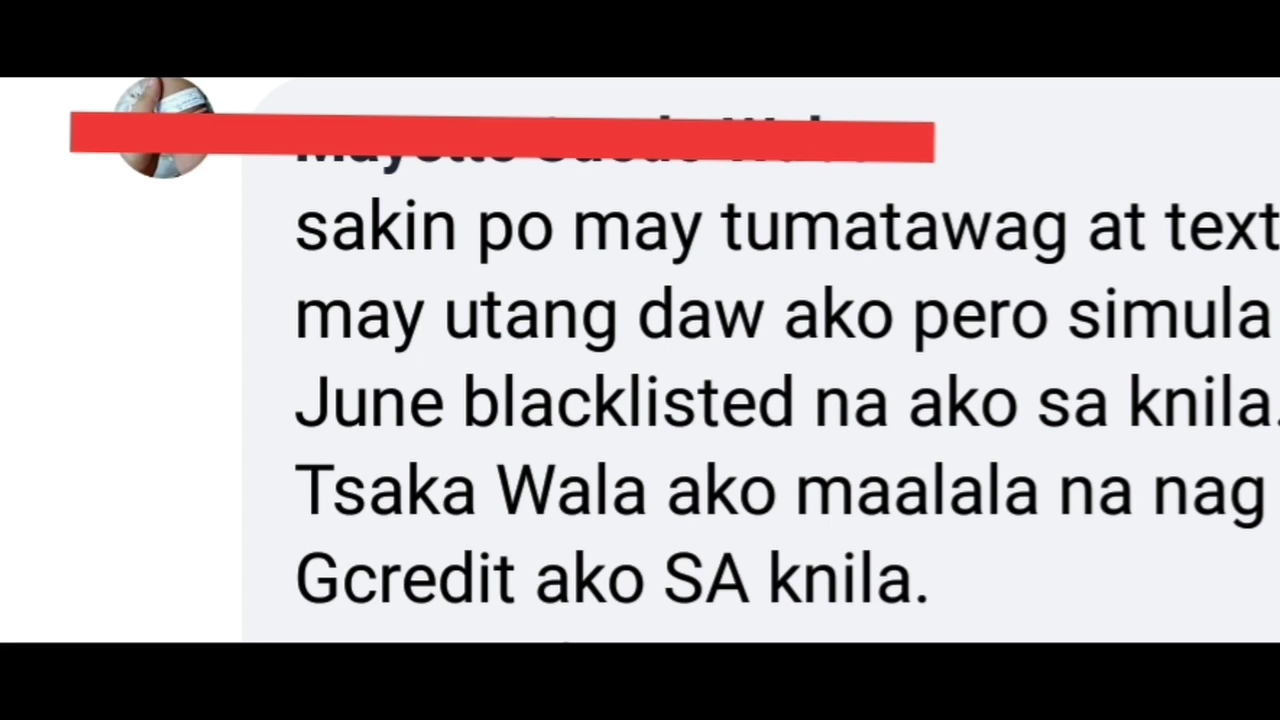 sakin po may tumatawag at text
may utang daw ako pero simula
June blacklisted na ako sa knila.
Tsaka Wala ako maalala na nag
Gcredit ako SA knila.